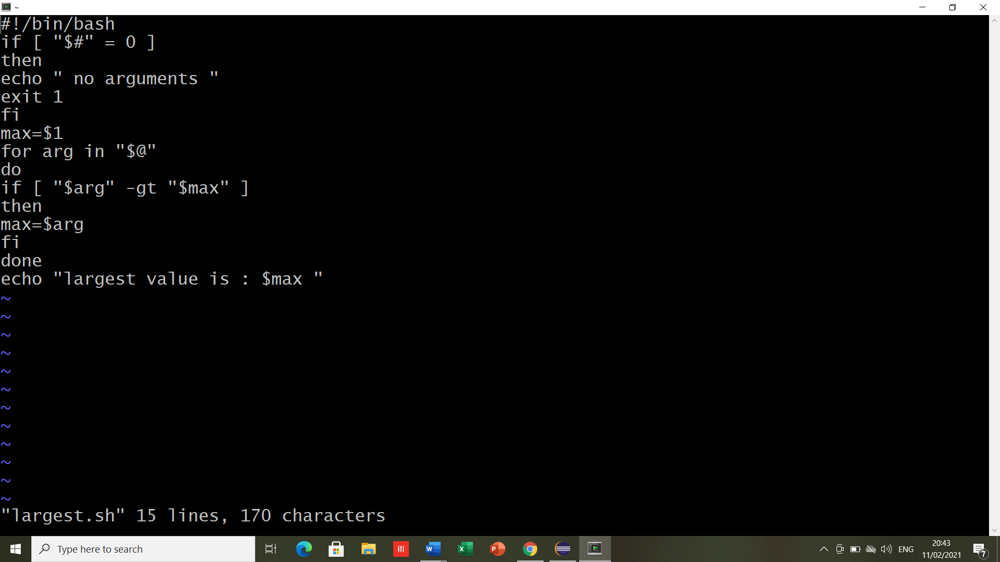 ~
#!/bin/bash
if [ "$#" = 0 ]
then
echo " no arguments "
exit 1
fi
max=$1
for arg in "$@"
do
if [ "$arg" -gt "$max" ]
then
max=$arg
fi
done
echo "largest value is : $max "
~
~
~
~
~
~
~
~
~
~
~
~
"largest.sh" 15 lines, 170 characters
Type here to search
ENG
20:43
11/02/2021
7